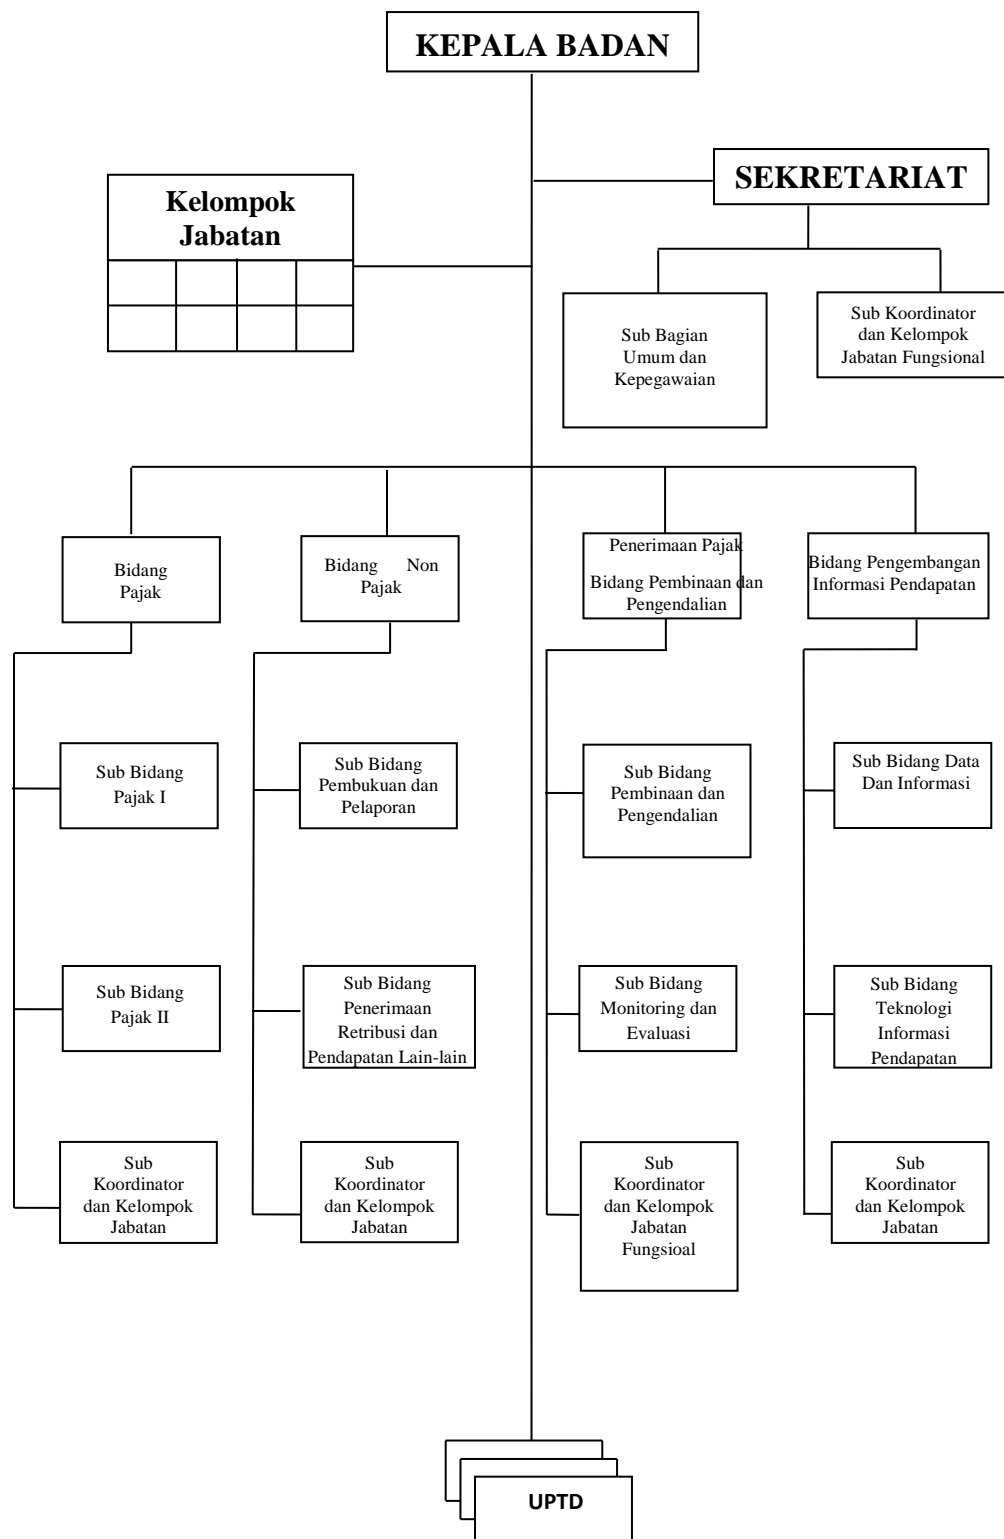 KEPALA BADAN
SEKRETARIAT
Kelompok
Jabatan
Sub Bagian
Umum dan
Kepegawaian
Sub Koordinator
dan Kelompok
Jabatan Fungsional
Bidang
Pajak
Bidang Non
Pajak
Penerimaan Pajak
Bidang Pembinaan dan
Pengendalian
Bidang Pengembangan
Informasi Pendapatan
Sub Bidang
Pajak I
Sub Bidang
Pembukuan dan
Pelaporan
Sub Bidang
Pembinaan dan
Pengendalian
Sub Bidang Data
Dan Informasi
Sub Bidang
Pajak II
Sub Bidang
Penerimaan
Retribusi dan
Pendapatan Lain-lain
Sub Bidang
Monitoring dan
Evaluasi
Sub Bidang
Teknologi
Informasi
Pendapatan
Sub
Koordinator
dan Kelompok
Jabatan
Sub
Koordinator
dan Kelompok
Jabatan
Sub
Koordinator
dan Kelompok
Jabatan
Fungsioal
Sub
Koordinator
dan Kelompok
Jabatan
UPTD